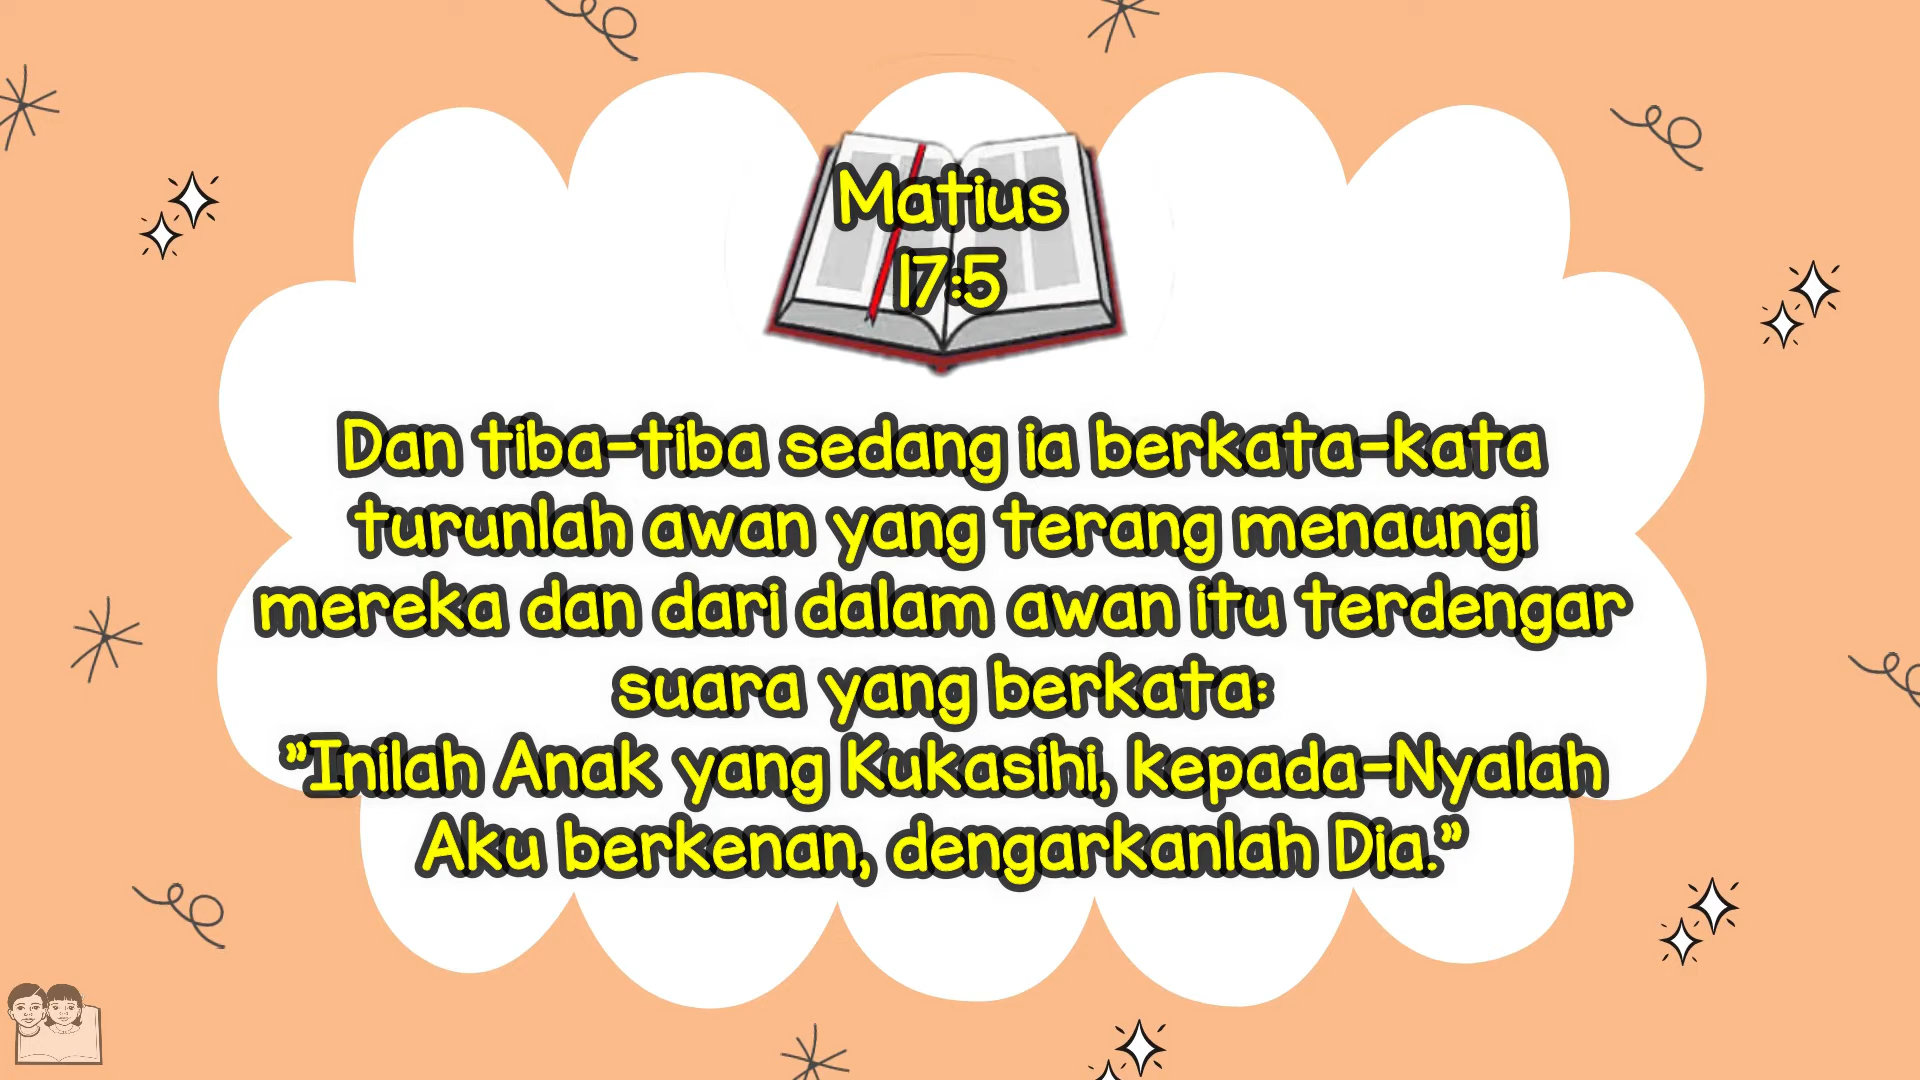 Matius
17:5
Dan tiba-tiba sedang ia berkata-kata
turunlah awan yang terang menaungi
mereka dan dari dalam awan itu terdengar
suara yang berkata:
"Inilah Anak yang Kukasihi, kepada-Nyalah
Aku berkenan, dengarkanlah Dia."